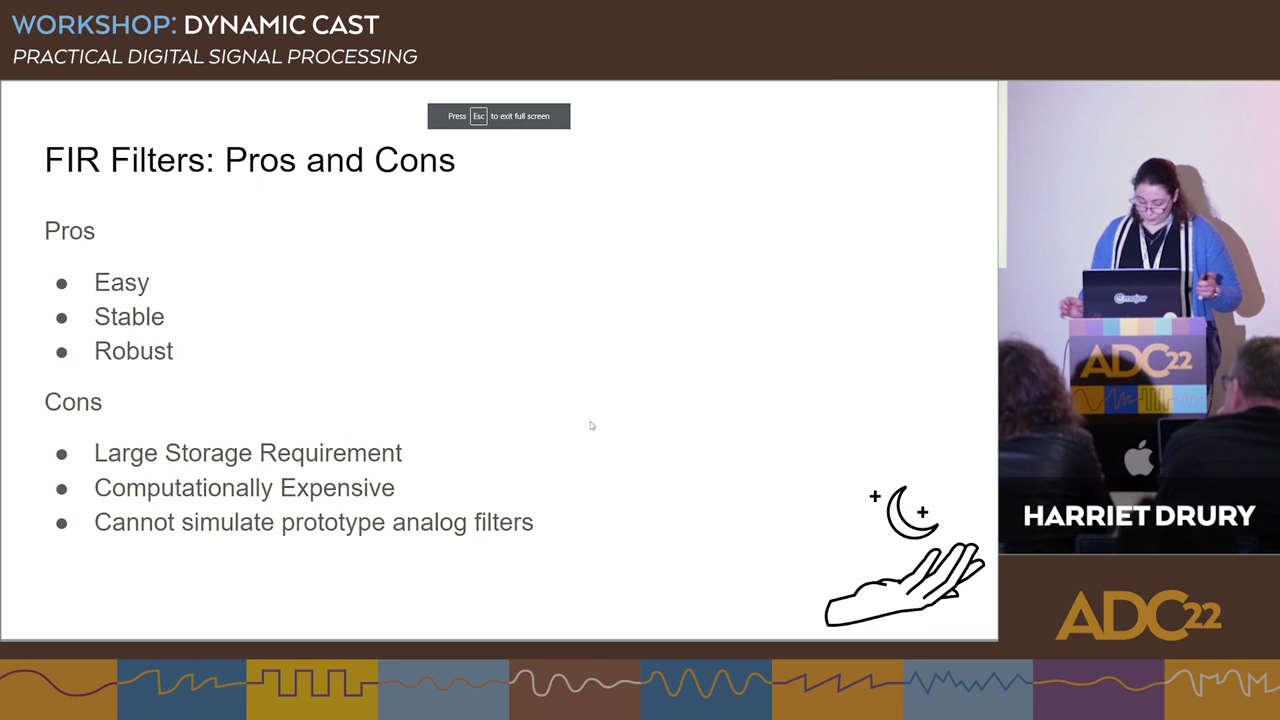 WORKSHOP: DYNAMIC CAST
PRACTICAL DIGITAL SIGNAL PROCESSING
Press Esc to exit full screen
FIR Filters: Pros and Cons
Pros
● Easy
● Stable
● Robust
Cons
● Large Storage Requirement
● Computationally Expensive
● Cannot simulate prototype analog filters
ADC22
HARRIET DRURY
ADC22